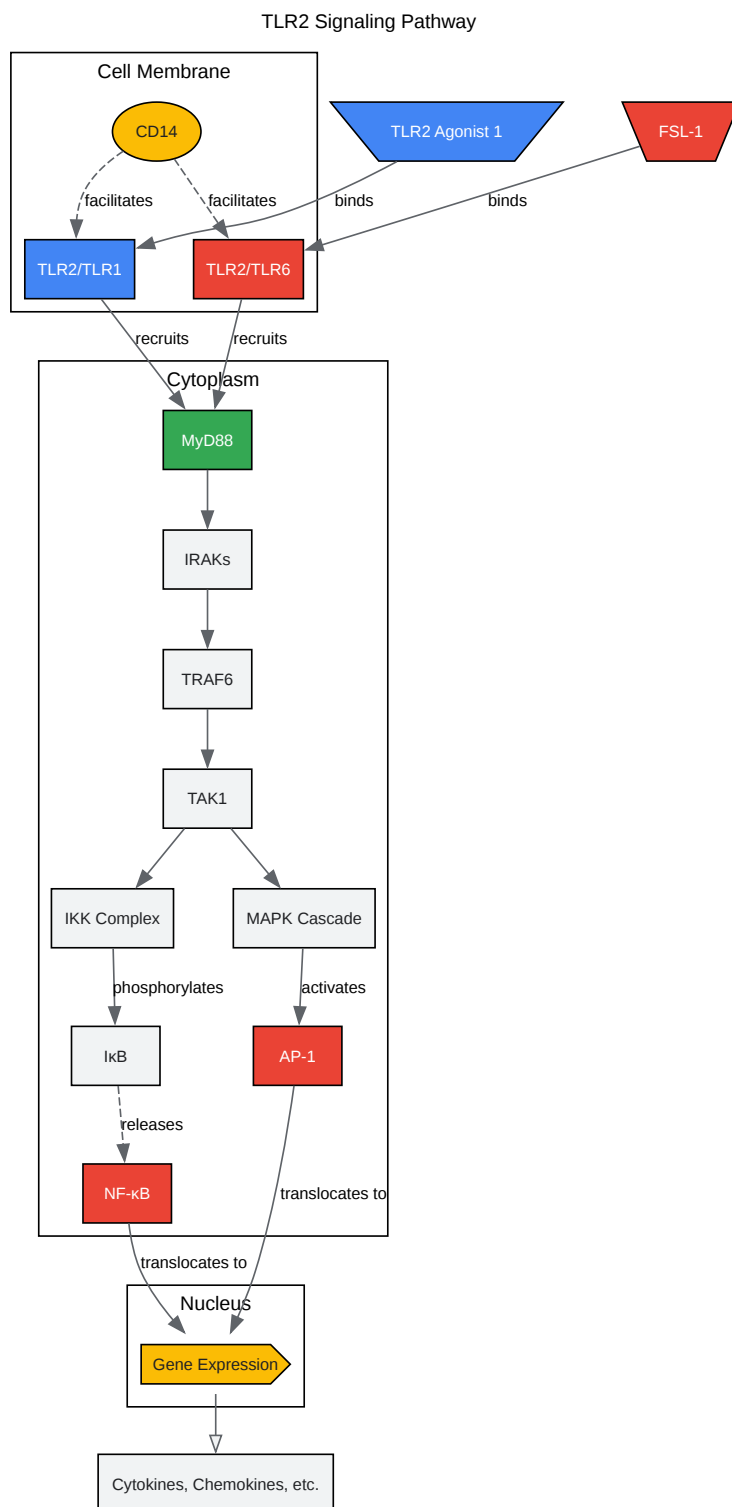 TLR2 Signaling Pathway
Cell Membrane
CD14
TLR2 Agonist 1
FSL-1
facilitates
facilitates
binds
binds
TLR2/TLR1
TLR2/TLR6
recruits
recruits
Cytoplasm
MyD88
IRAKs
TRAF6
TAK1
IKK Complex
MAPK Cascade
phosphorylates
activates
IκB
AP-1
releases
NF-κB
translocates to
translocates to
Nucleus
Gene Expression
Cytokines, Chemokines, etc.